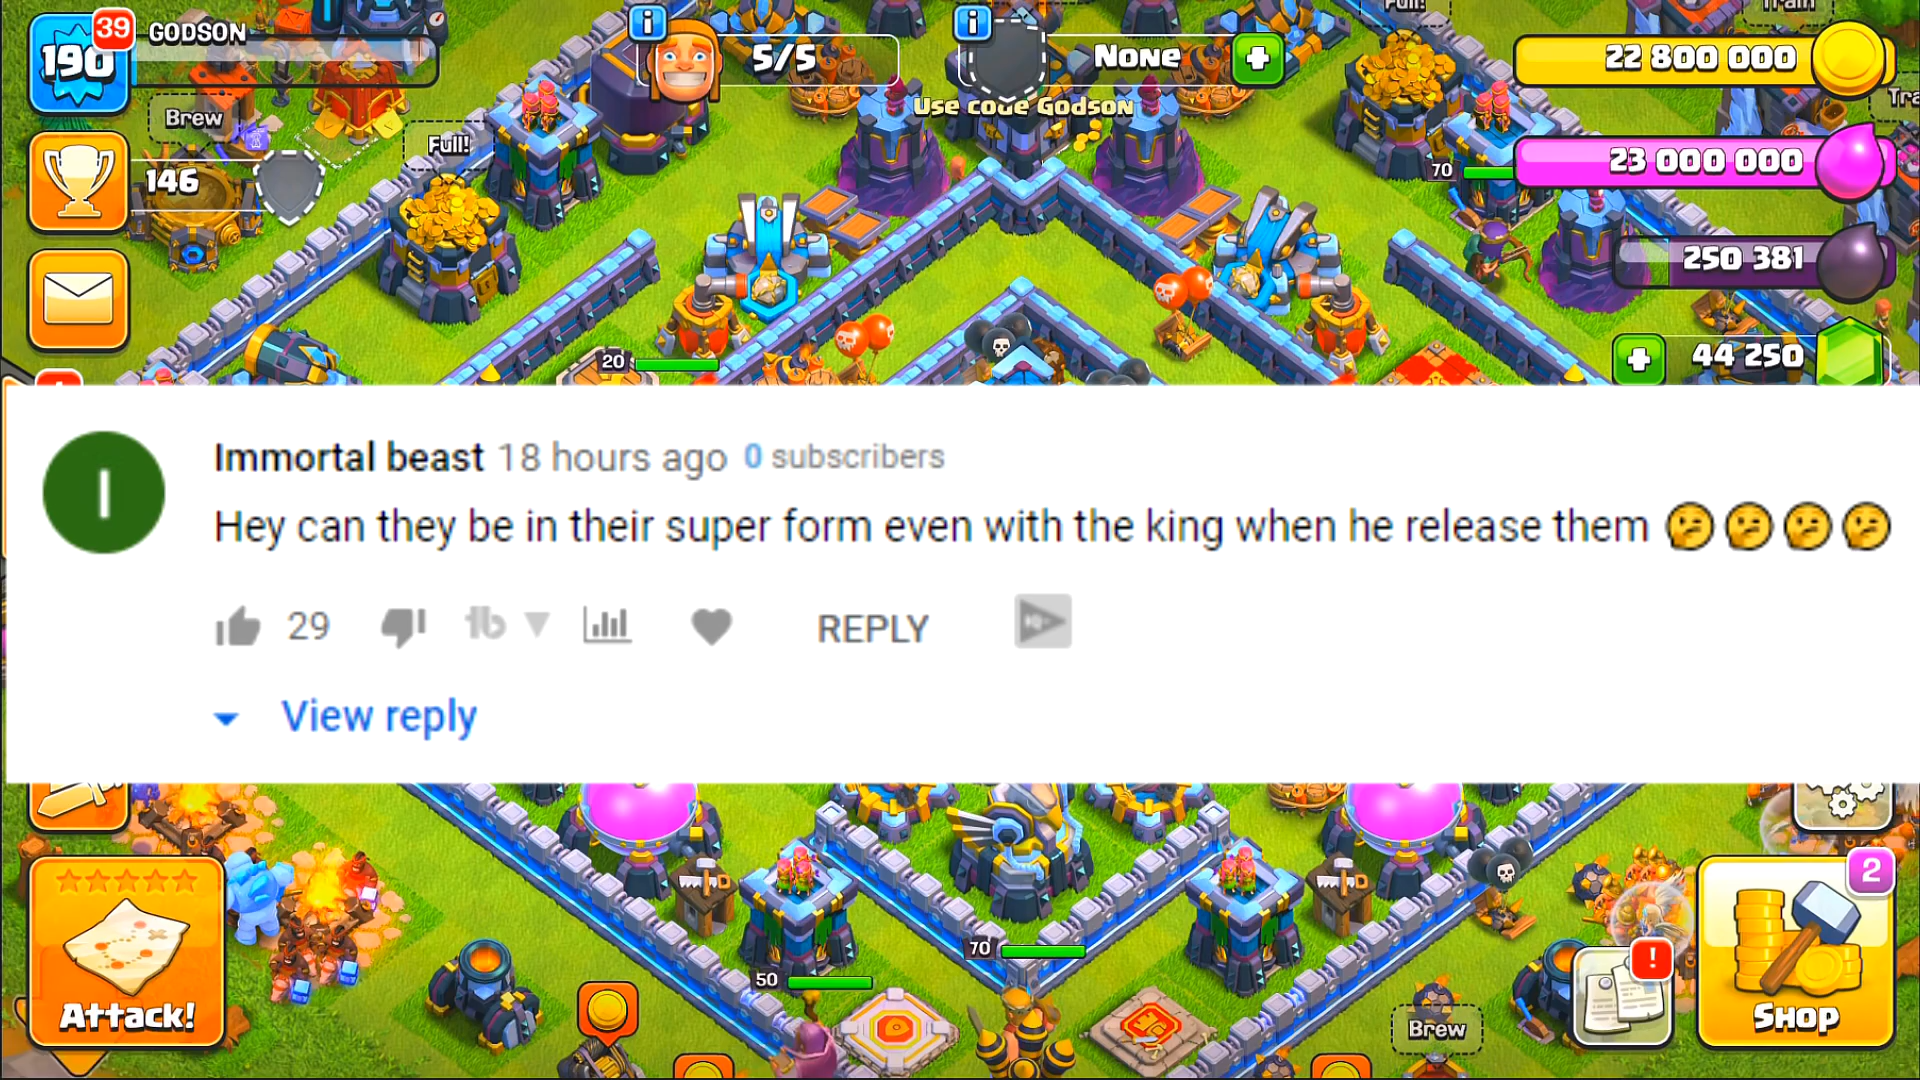 39
190
GODSON
5/5
None
22 800 000
Use code Godson
Brew
Full!
146
70
23 000 000
250 381
20
44 250
I
Immortal beast 18 hours ago 0 subscribers
Hey can they be in their super form even with the king when he release them
29
REPLY
View reply
2
70
50
!
Attack!
Brew
Shop